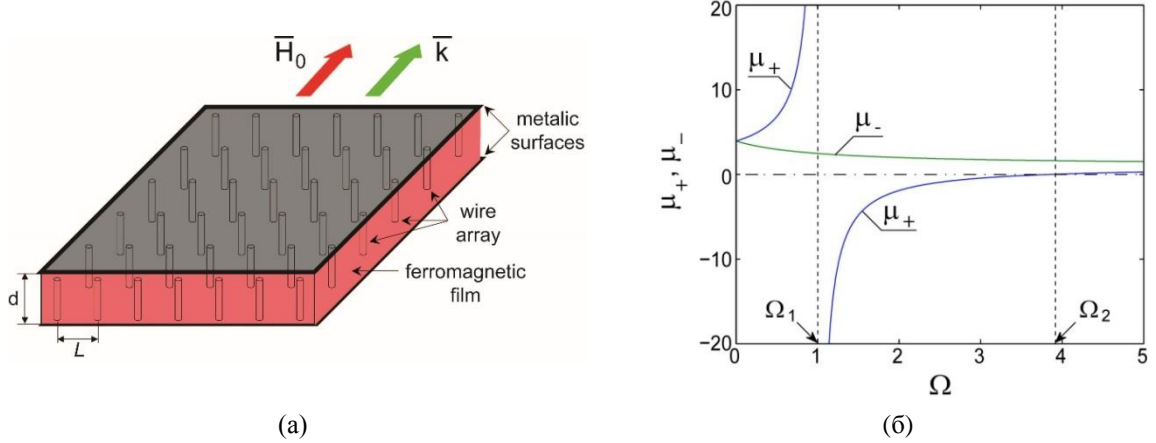 H̅₀
k̅
metalic
surfaces
wire
array
ferromagnetic
film
d
L
(а)
μ₊, μ₋
20
10
0
−10
−20
μ₊
μ₋
μ₊
Ω₁
Ω₂
0
1
2
3
4
5
Ω
(б)